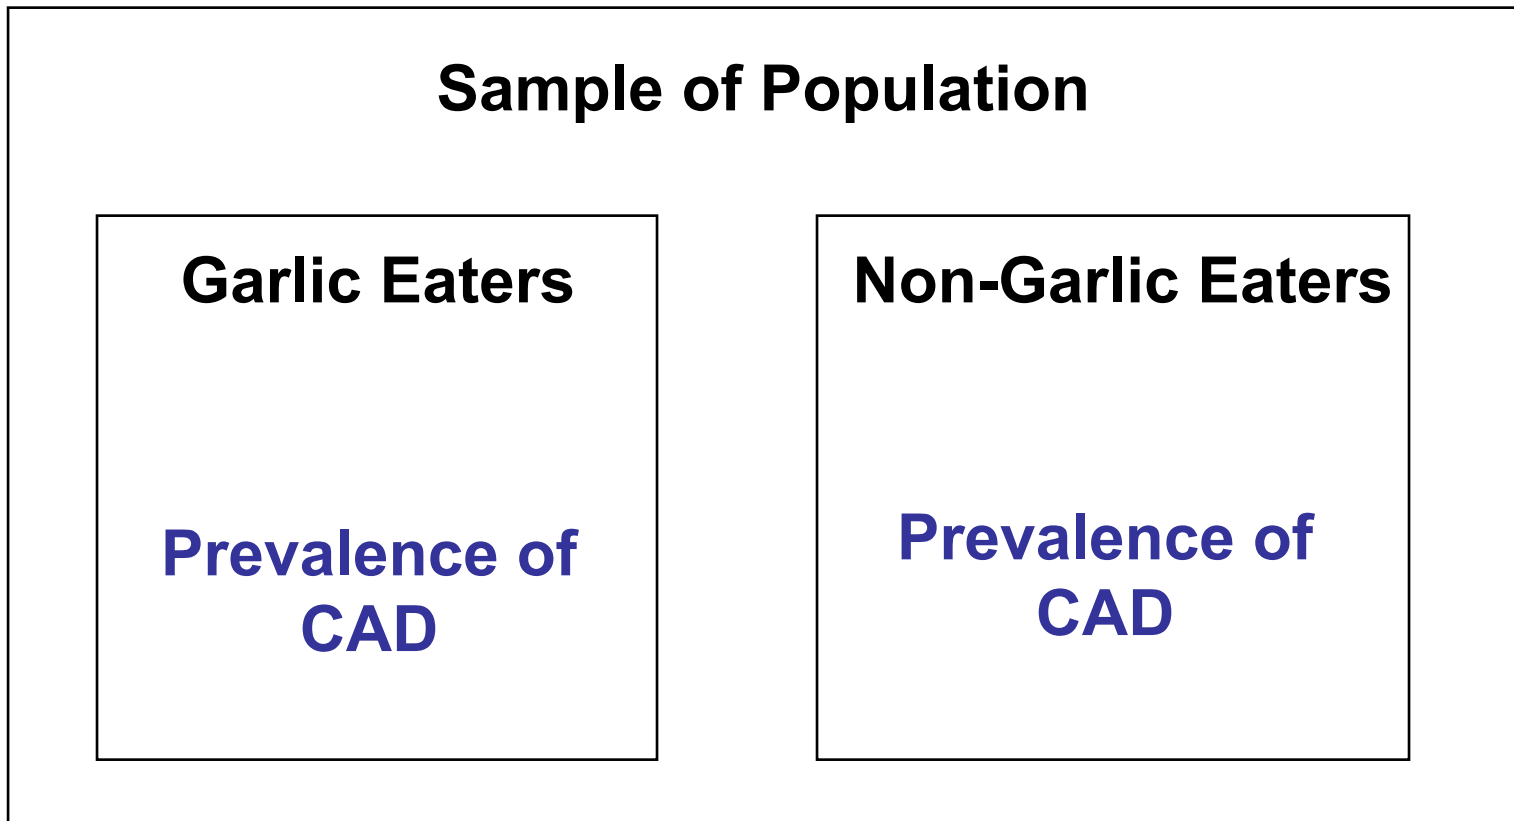 Sample of Population
Garlic Eaters
Prevalence of
CAD
Non-Garlic Eaters
Prevalence of
CAD